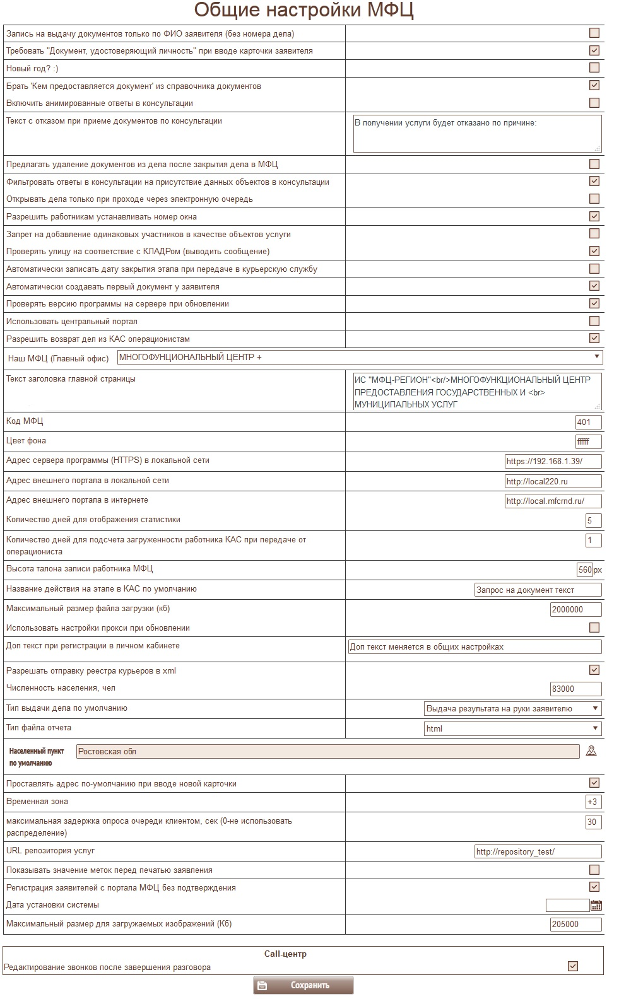 Общие настройки МФЦ
Запись на выдачу документов только по ФИО заявителя (без номера дела)
Требовать "Документ, удостоверяющий личность" при вводе карточки заявителя
Новый год? :)
Брать 'Кем предоставляется документ' из справочника документов
Включить анимированные ответы в консультации
Текст с отказом при приеме документов по консультации
В получении услуги будет отказано по причине:
Предлагать удаление документов из дела после закрытия дела в МФЦ
Фильтровать ответы в консультации на присутствие данных объектов в консультации
Открывать дела только при проходе через электронную очередь
Разрешить работникам устанавливать номер окна
Запрет на добавление одинаковых участников в качестве объектов услуги
Проверять улицу на соответствие с КЛАДРом (выводить сообщение)
Автоматически записать дату закрытия этапа при передаче в курьерскую службу
Автоматически создавать первый документ у заявителя
Проверять версию программы на сервере при обновлении
Использовать центральный портал
Разрешить возврат дел из КАС операционистам
Наш МФЦ (Главный офис) МНОГОФУНЦИОНАЛЬНЫЙ ЦЕНТР +
Текст заголовка главной страницы
ИС "МФЦ-РЕГИОН"<br/>МНОГОФУНКЦИОНАЛЬНЫЙ ЦЕНТР
ПРЕДОСТАВЛЕНИЯ ГОСУДАРСТВЕННЫХ И <br>
МУНИЦИПАЛЬНЫХ УСЛУГ
Код МФЦ 401
Цвет фона ffffff
Адрес сервера программы (HTTPS) в локальной сети https://192.168.1.39/
Адрес внешнего портала в локальной сети http://local220.ru
Адрес внешнего портала в интернете http://local.mfcrnd.ru/
Количество дней для отображения статистики 5
Количество дней для подсчета загруженности работника КАС при передаче от 1
операциониста
Высота талона записи работника МФЦ 560 px
Название действия на этапе в КАС по умолчанию Запрос на документ текст
Максимальный размер файла загрузки (кб) 2000000
Использовать настройки прокси при обновлении
Доп текст при регистрации в личном кабинете Доп текст меняется в общих настройках
Разрешать отправку реестра курьеров в xml
Численность населения, чел 83000
Тип выдачи дела по умолчанию Выдача результата на руки заявителю
Тип файла отчета html
Населенный пункт
по умолчанию
Ростовская обл
Проставлять адрес по-умолчанию при вводе новой карточки
Временная зона +3
максимальная задержка опроса очереди клиентом, сек (0-не использовать 30
распределение)
URL репозитория услуг http://repository_test/
Показывать значение меток перед печатью заявления
Регистрация заявителей с портала МФЦ без подтверждения
Дата установки системы
Максимальный размер для загружаемых изображений (Кб) 205000
Call-центр
Редактирование звонков после завершения разговора
Сохранить